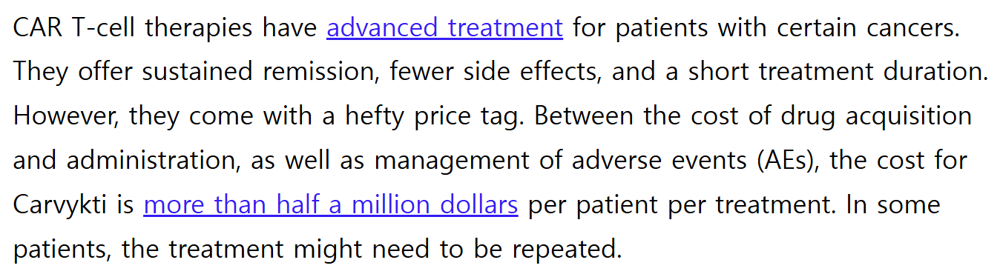 CAR T-cell therapies have advanced treatment for patients with certain cancers.
They offer sustained remission, fewer side effects, and a short treatment duration.
However, they come with a hefty price tag. Between the cost of drug acquisition
and administration, as well as management of adverse events (AEs), the cost for
Carvykti is more than half a million dollars per patient per treatment. In some
patients, the treatment might need to be repeated.